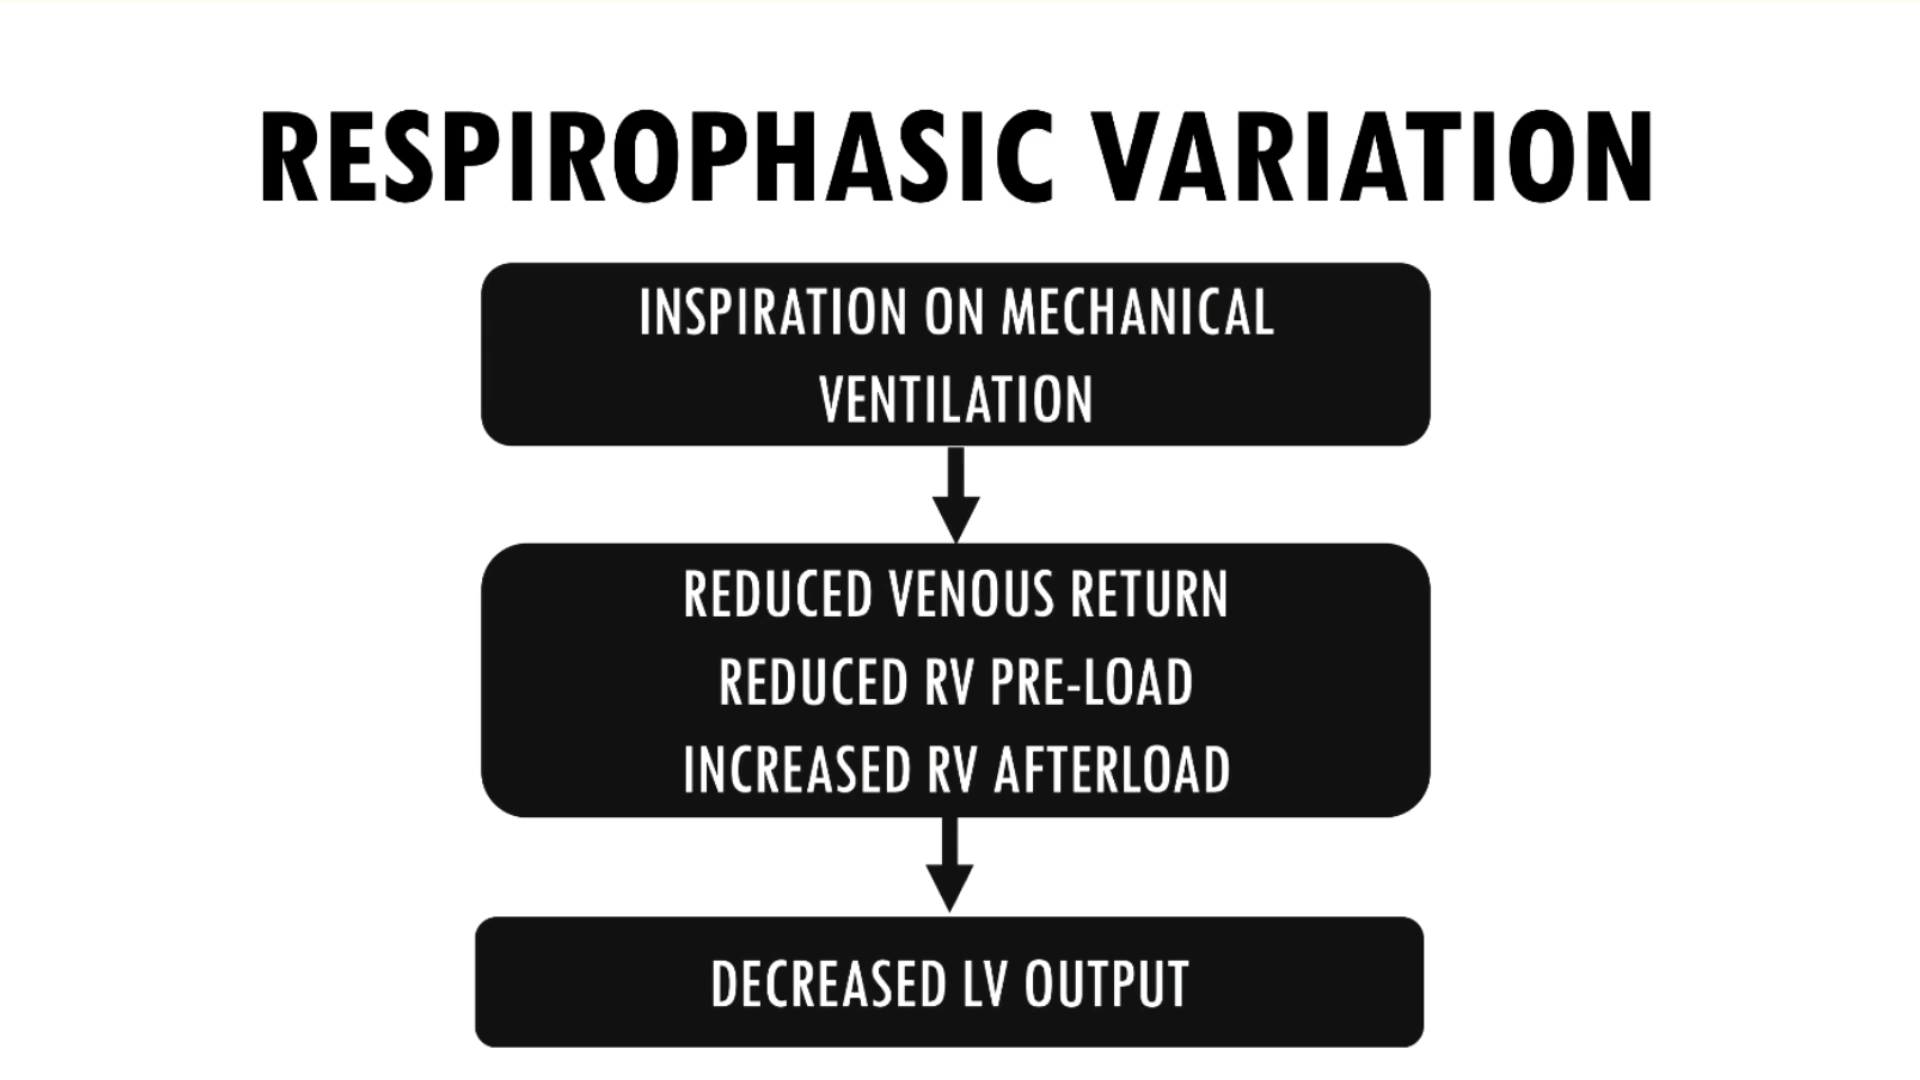 RESPIROPHASIC VARIATION
INSPIRATION ON MECHANICAL
VENTILATION
REDUCED VENOUS RETURN
REDUCED RV PRE-LOAD
INCREASED RV AFTERLOAD
DECREASED LV OUTPUT